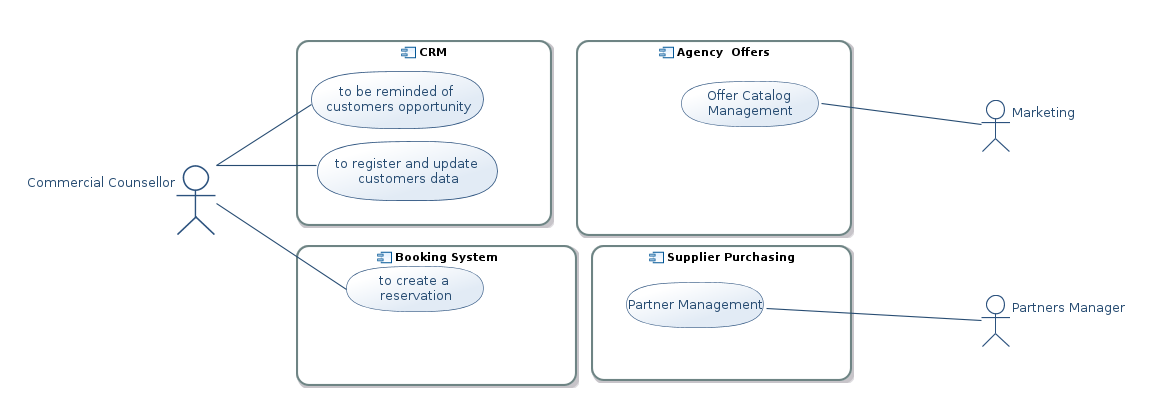 CRM
to be reminded of
customers opportunity
to register and update
customers data
Agency  Offers
Offer Catalog
Management
Marketing
Commercial Counsellor
Booking System
to create a
reservation
Supplier Purchasing
Partner Management
Partners Manager